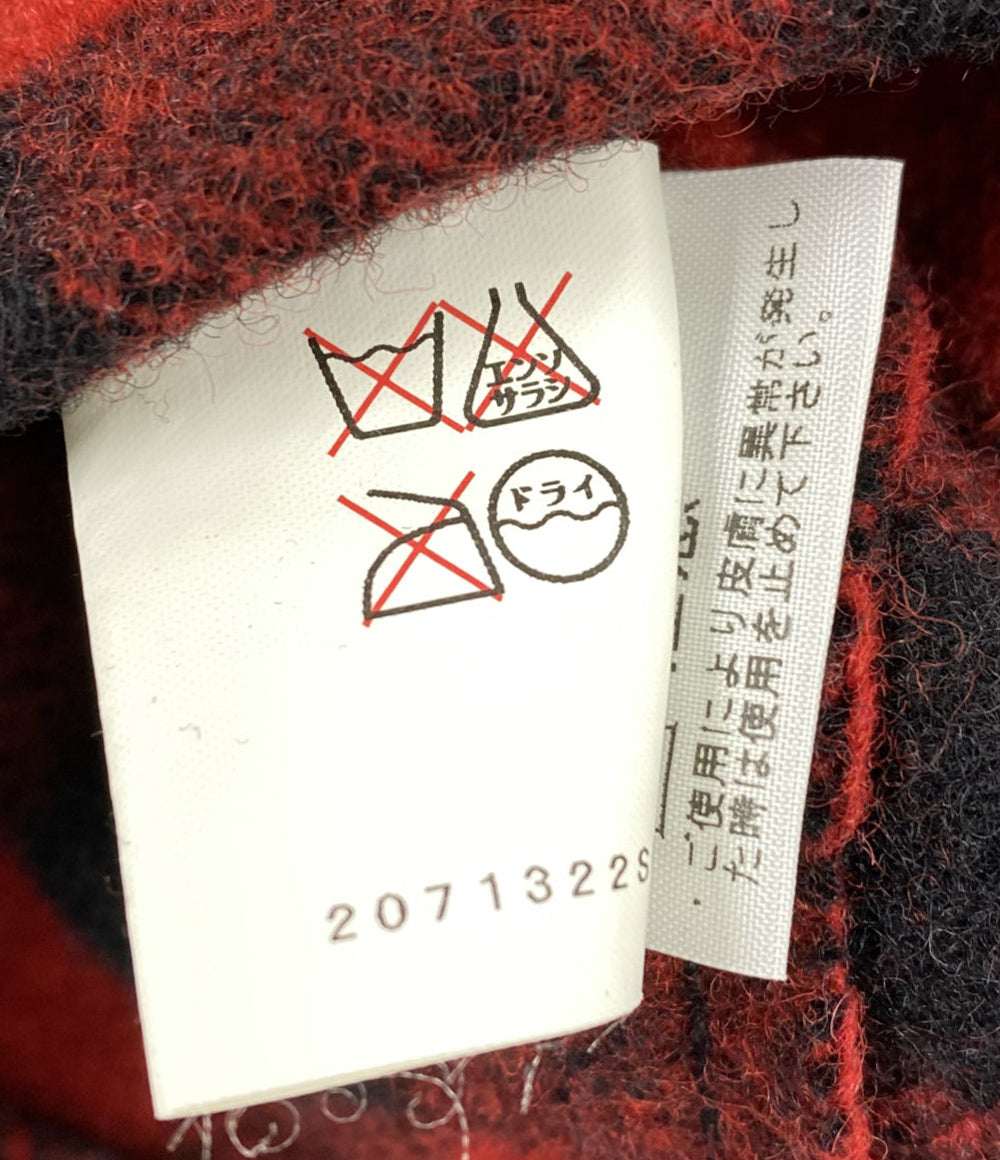 エンソ
サラシ
ドライ
2071322S
・ご使用により皮膚に異常が発生し
た時は使用を止めて下さい。